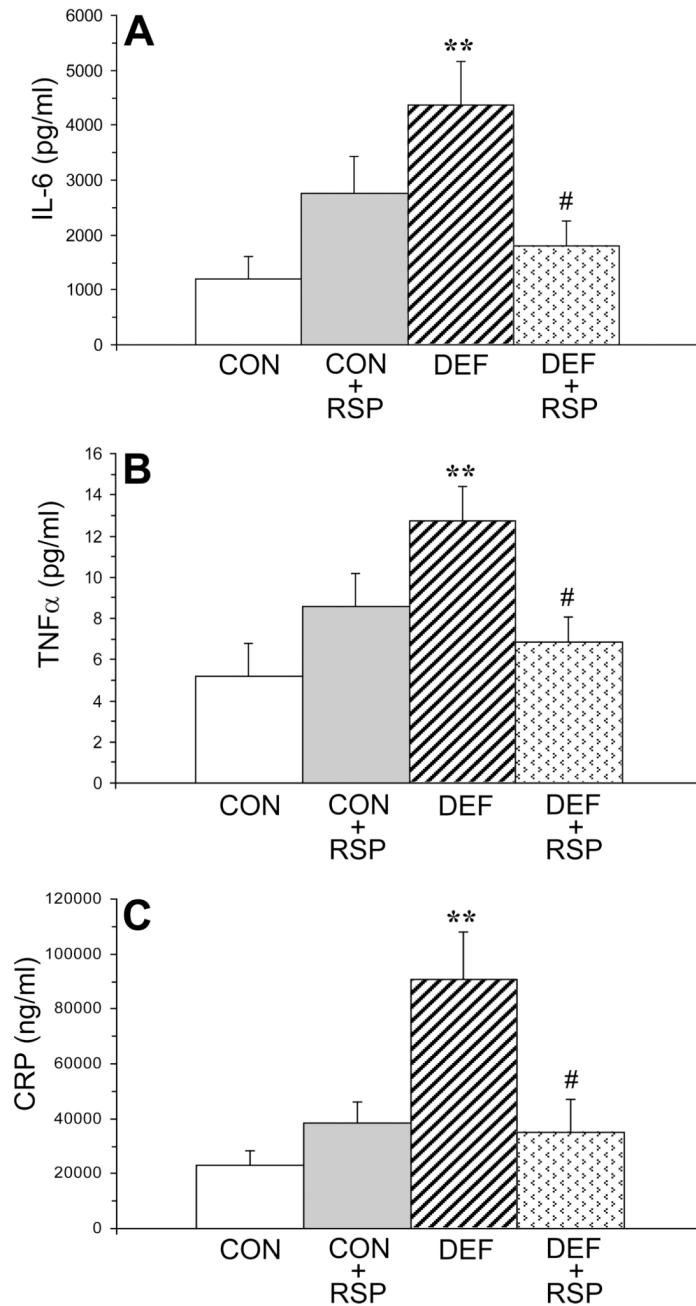 A
IL-6 (pg/ml)
6000
5000
4000
3000
2000
1000
0
**
#
CON
CON
+
RSP
DEF
DEF
+
RSP
B
TNFα (pg/ml)
16
14
12
10
8
6
4
2
0
**
#
CON
CON
+
RSP
DEF
DEF
+
RSP
C
CRP (ng/ml)
120000
100000
80000
60000
40000
20000
0
**
#
CON
CON
+
RSP
DEF
DEF
+
RSP